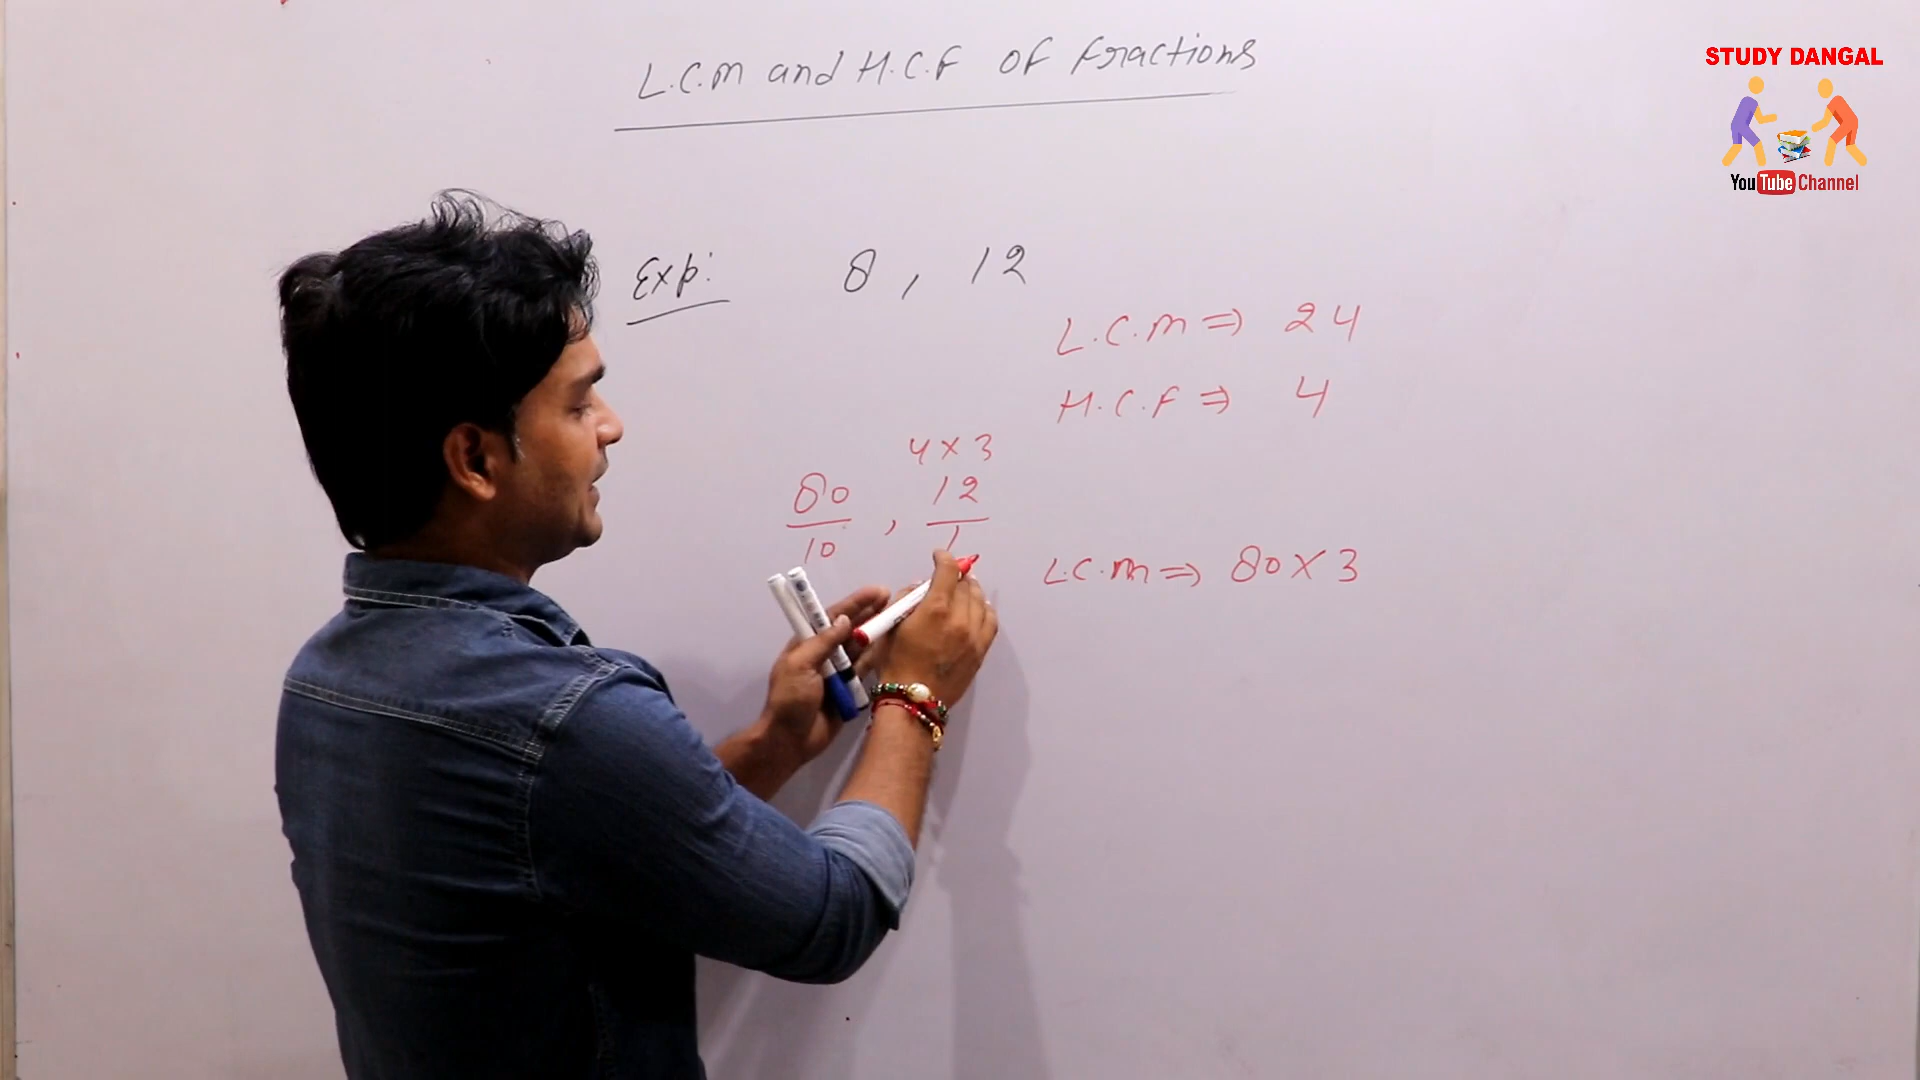 L.C.M and H.C.F of fractions
STUDY DANGAL
YouTube Channel
Exp: 8, 12
L.C.M ⇒ 24
H.C.F ⇒ 4
4 × 3
80/10, 12/1
L.C.M ⇒ 80 × 3